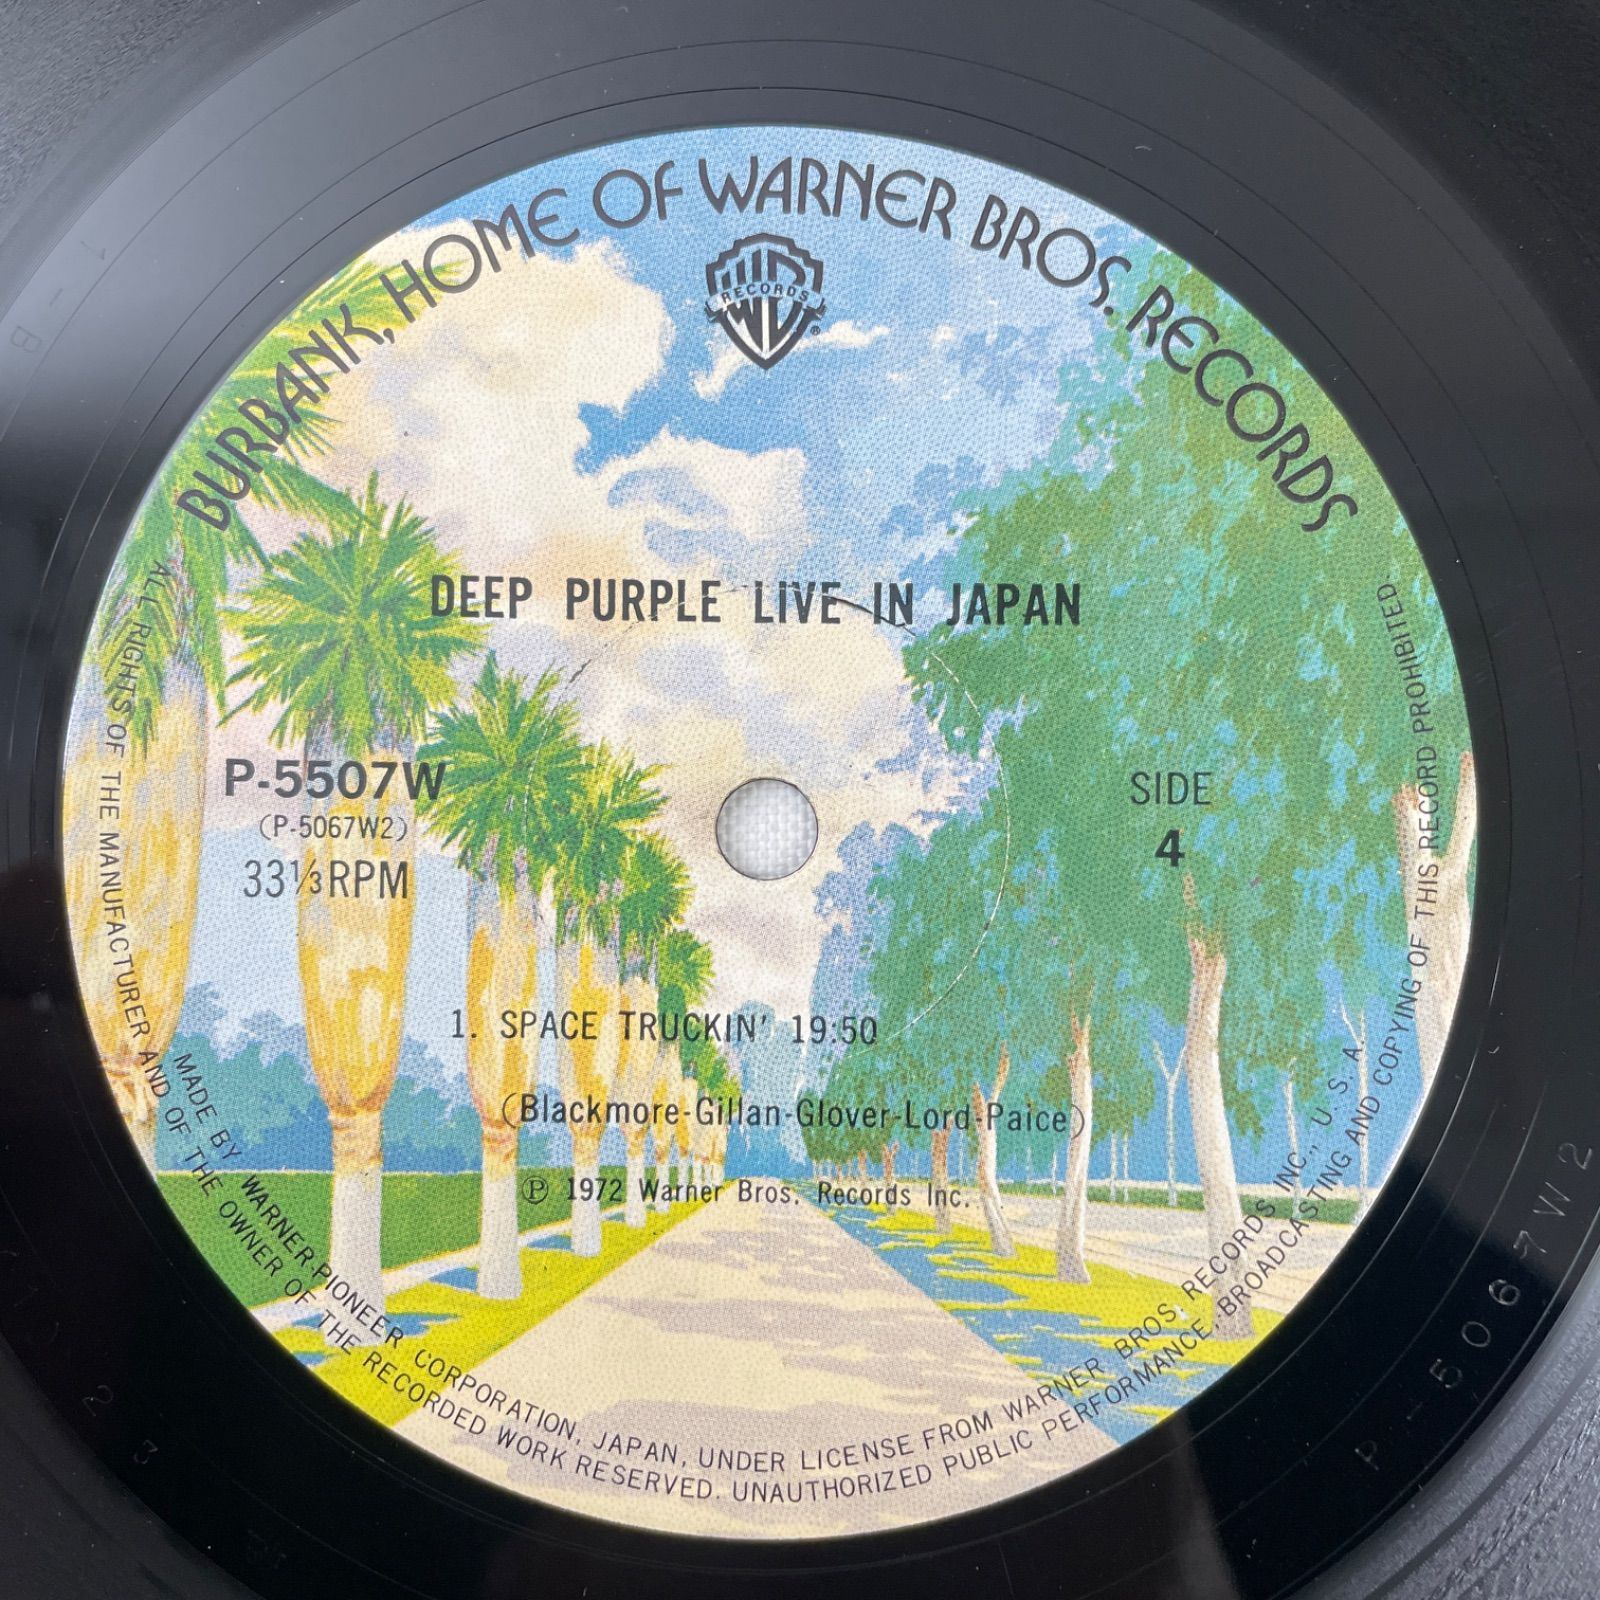 BURBANK, HOME OF WARNER BROS. RECORDS
RECORDS
®
DEEP PURPLE LIVE IN JAPAN
P-5507W
(P-5067W2)
33⅓RPM
SIDE
4
1. SPACE TRUCKIN' 19:50
(Blackmore-Gillan-Glover-Lord-Paice)
℗ 1972 Warner Bros. Records Inc.
MADE BY WARNER-PIONEER CORPORATION, JAPAN, UNDER LICENSE FROM WARNER BROS. RECORDS INC., U.S.A.
ALL RIGHTS OF THE MANUFACTURER AND OF THE OWNER OF THE RECORDED WORK RESERVED. UNAUTHORIZED PUBLIC PERFORMANCE, BROADCASTING AND COPYING OF THIS RECORD PROHIBITED
P-5067W2